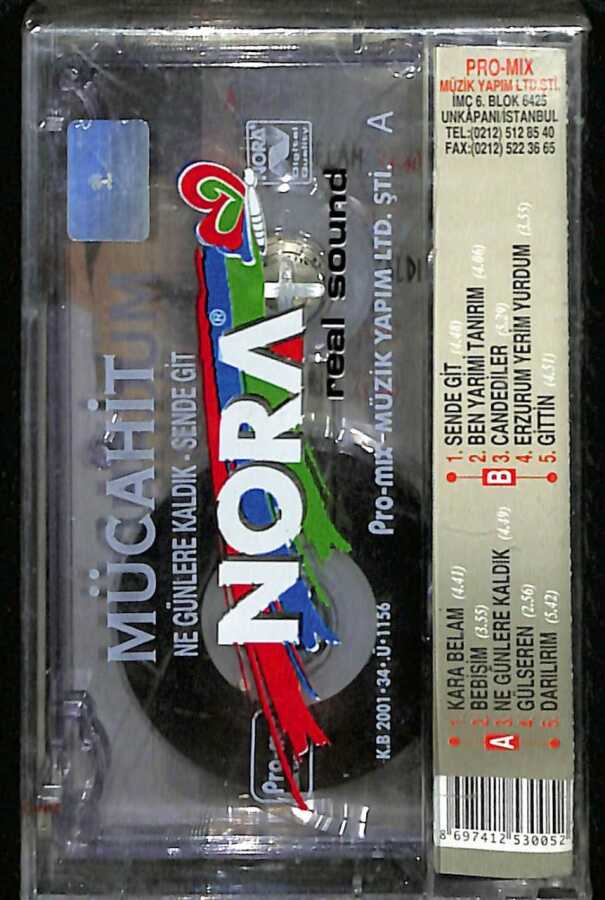 PRO-MIX
MÜZİK YAPIM LTD.ŞTİ.
İMÇ 6. BLOK 6425
UNKAPANI/İSTANBUL
TEL:(0212) 512 85 40
FAX:(0212) 522 36 65
A
1. KARA BELAM (4.41)
2. BEBİŞİM (3.55)
3. NE GÜNLERE KALDIK (4.49)
4. GÜLSEREN (2.56)
5. DARILIRIM (5.42)
B
1. SENDE GİT (4.48)
2. BEN YARİMİ TANIRIM (4.06)
3. CANDEDİLER (5.29)
4. ERZURUM YERİM YURDUM (3.55)
5. GİTTİN (4.51)
8 697412 530052
MÜCAHİT
NE GÜNLERE KALDIK - SENDE GİT
NORA
®
real sound
NORA
Digital Quality
A
Pro-mix MÜZİK YAPIM LTD. ŞTİ.
K.B 2001-34-Ü-1156